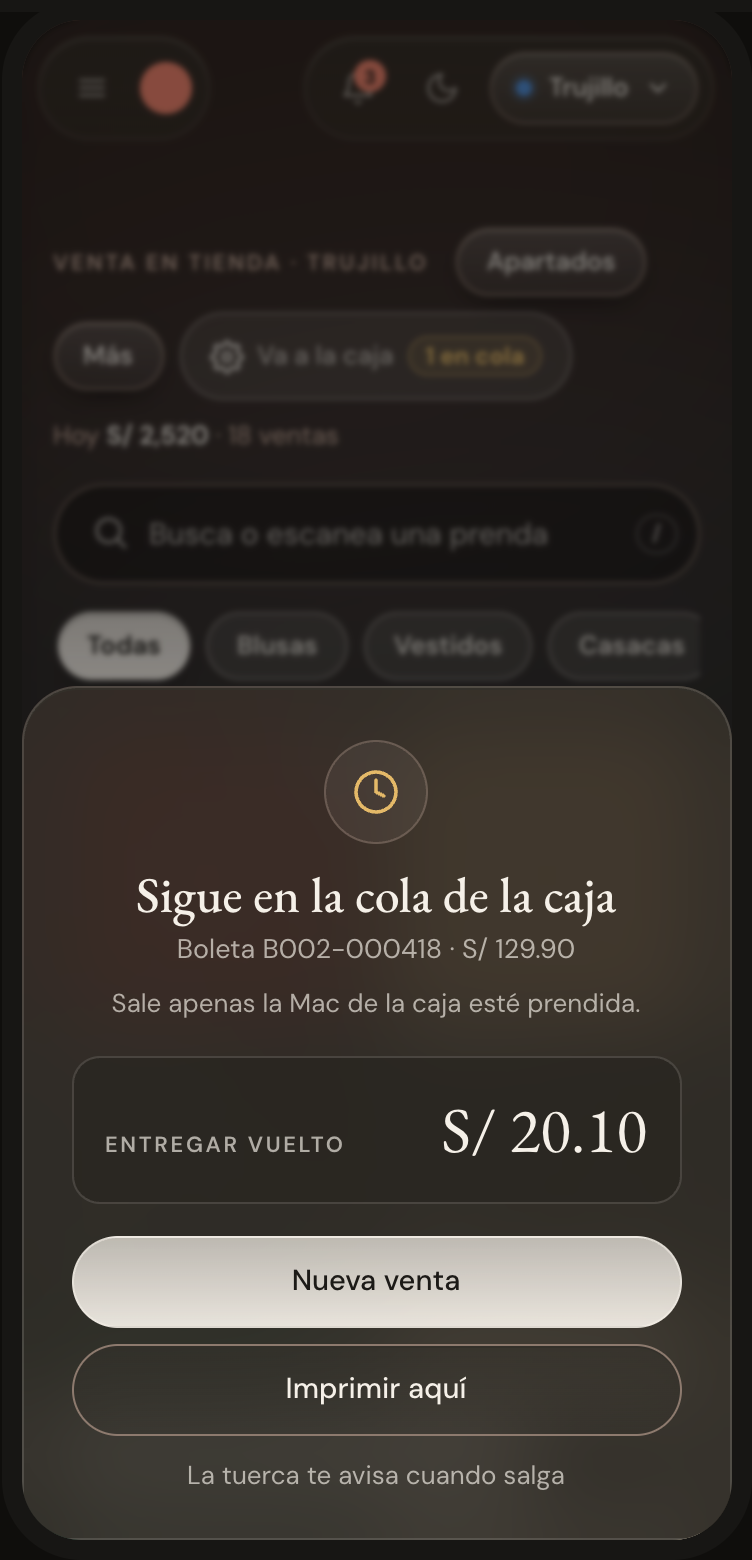 3
Trujillo
VENTA EN TIENDA · TRUJILLO
Apartados
Más
Va a la caja
1 en cola
Hoy S/ 2,520 · 18 ventas
Busca o escanea una prenda
/
Todas
Blusas
Vestidos
Casacas
Sigue en la cola de la caja
Boleta B002-000418 · S/ 129.90
Sale apenas la Mac de la caja esté prendida.
ENTREGAR VUELTO
S/ 20.10
Nueva venta
Imprimir aquí
La tuerca te avisa cuando salga